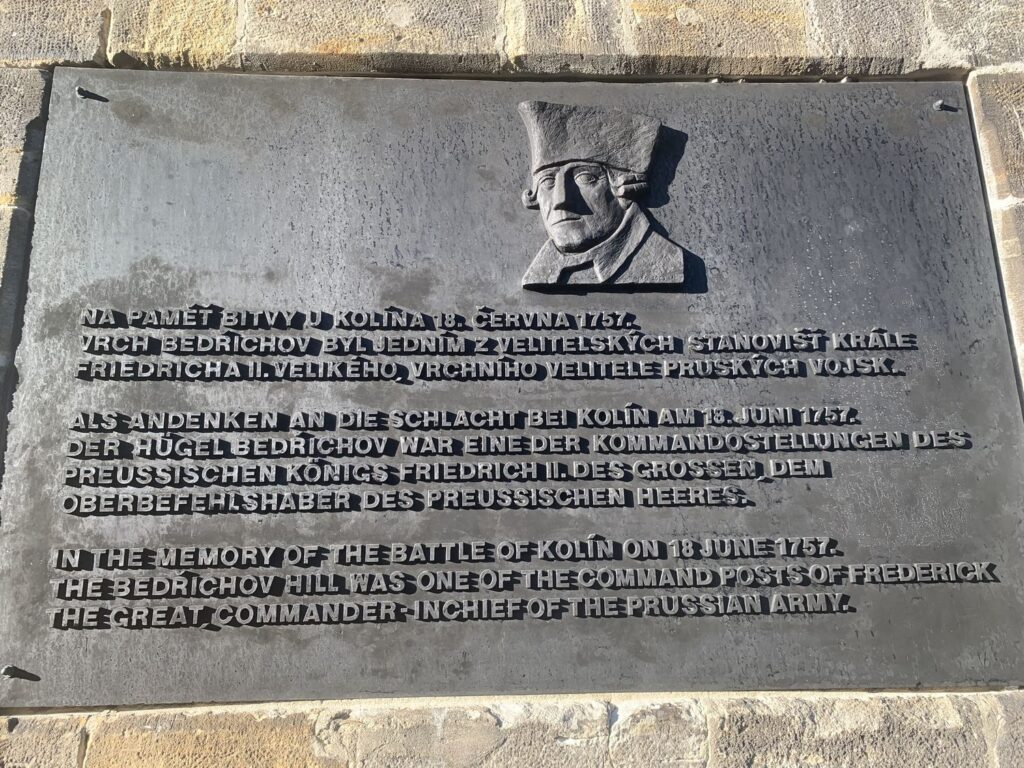 NA PAMĚŤ BITVY U KOLÍNA 18. ČERVNA 1757.
VRCH BEDŘICHOV BYL JEDNÍM Z VELITELSKÝCH STANOVIŠŤ KRÁLE
FRIEDRICHA II. VELIKÉHO, VRCHNÍHO VELITELE PRUSKÝCH VOJSK.
ALS ANDENKEN AN DIE SCHLACHT BEI KOLÍN AM 18. JUNI 1757.
DER HÜGEL BEDŘICHOV WAR EINE DER KOMMANDOSTELLUNGEN DES
PREUSSISCHEN KÖNIGS FRIEDRICH II. DES GROSSEN, DEM
OBERBEFEHLSHABER DES PREUSSISCHEN HEERES.
IN THE MEMORY OF THE BATTLE OF KOLÍN ON 18 JUNE 1757.
THE BEDŘICHOV HILL WAS ONE OF THE COMMAND POSTS OF FREDERICK
THE GREAT, COMMANDER-INCHIEF OF THE PRUSSIAN ARMY.